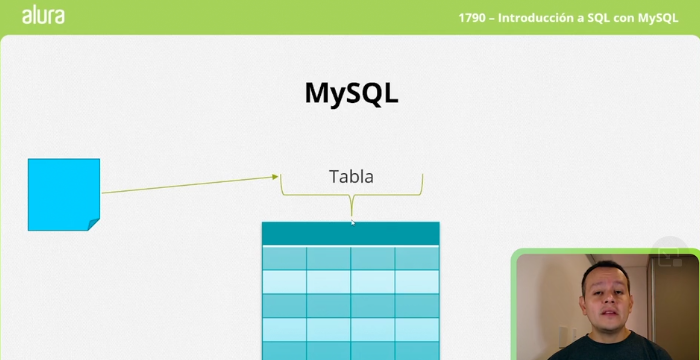 alura
1790 – Introducción a SQL con MySQL
MySQL
Tabla